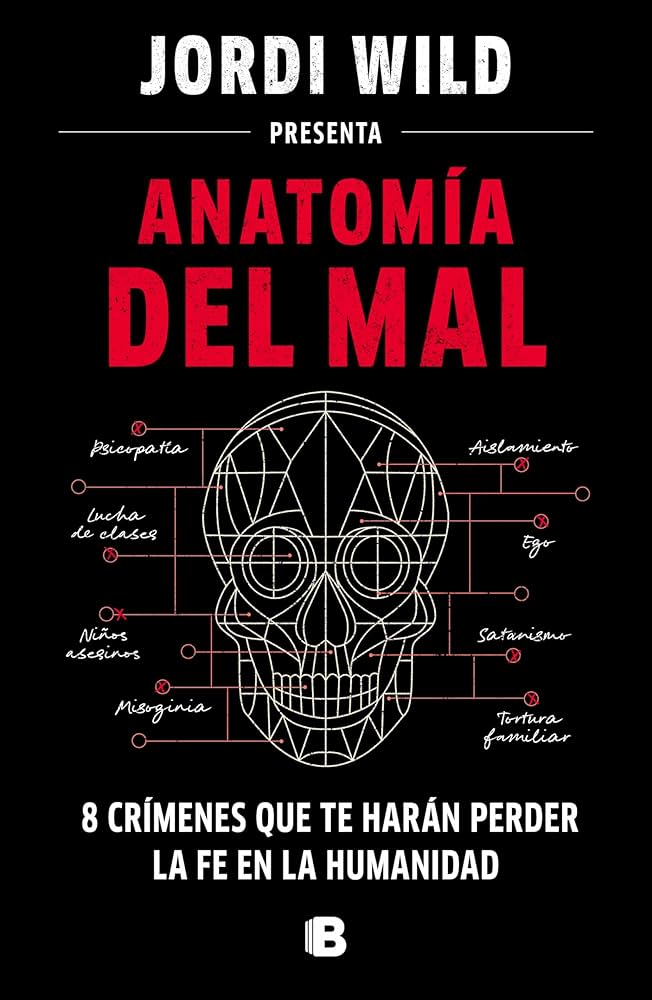 JORDI WILD
PRESENTA
ANATOMÍA
DEL MAL
Psicopatía
Lucha
de clases
Niños
asesinos
Misoginia
Aislamiento
Ego
Satanismo
Tortura
familiar
8 CRÍMENES QUE TE HARÁN PERDER
LA FE EN LA HUMANIDAD
B